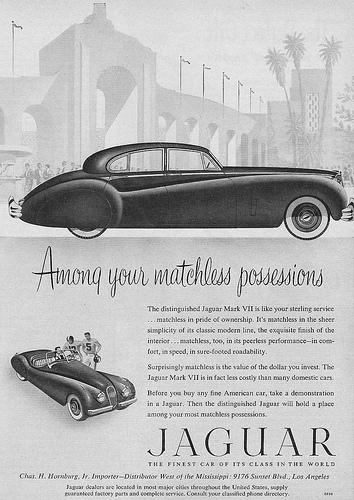 Among your matchless possessions
The distinguished Jaguar Mark VII is like your sterling service
... matchless in pride of ownership. It's matchless in the sheer
simplicity of its classic modern line, the exquisite finish of the
interior ... matchless, too, in its peerless performance—in com-
fort, in speed, in sure-footed roadability.
Surprisingly matchless is the value of the dollar you invest. The
Jaguar Mark VII is in fact less costly than many domestic cars.
Before you buy any fine American car, take a demonstration
in a Jaguar. Then the distinguished Jaguar will hold a place
among your most matchless possessions.
5
JAGUAR
THE FINEST CAR OF ITS CLASS IN THE WORLD
Chas. H. Hornburg, Jr. Importer—Distributor West of the Mississippi: 9176 Sunset Blvd., Los Angeles
Jaguar dealers are located in most major cities throughout the United States, supply
guaranteed factory parts and complete service. Consult your classified phone directory.